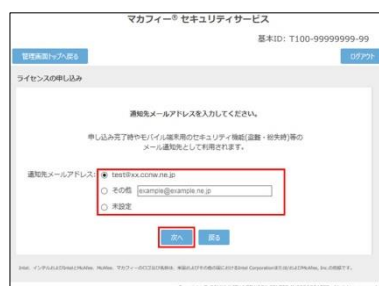 マカフィー® セキュリティサービス
基本ID: T100-99999999-99
管理画面トップへ戻る
ログアウト
ライセンスの申し込み
通知先メールアドレスを入力してください。
申し込み完了時やモバイル端末用のセキュリティ機能(盗難・紛失時)等の
メール通知先として利用されます。
通知先メールアドレス:
test@xx.ccnw.ne.jp
その他 example@example.ne.jp
未設定
次へ 戻る